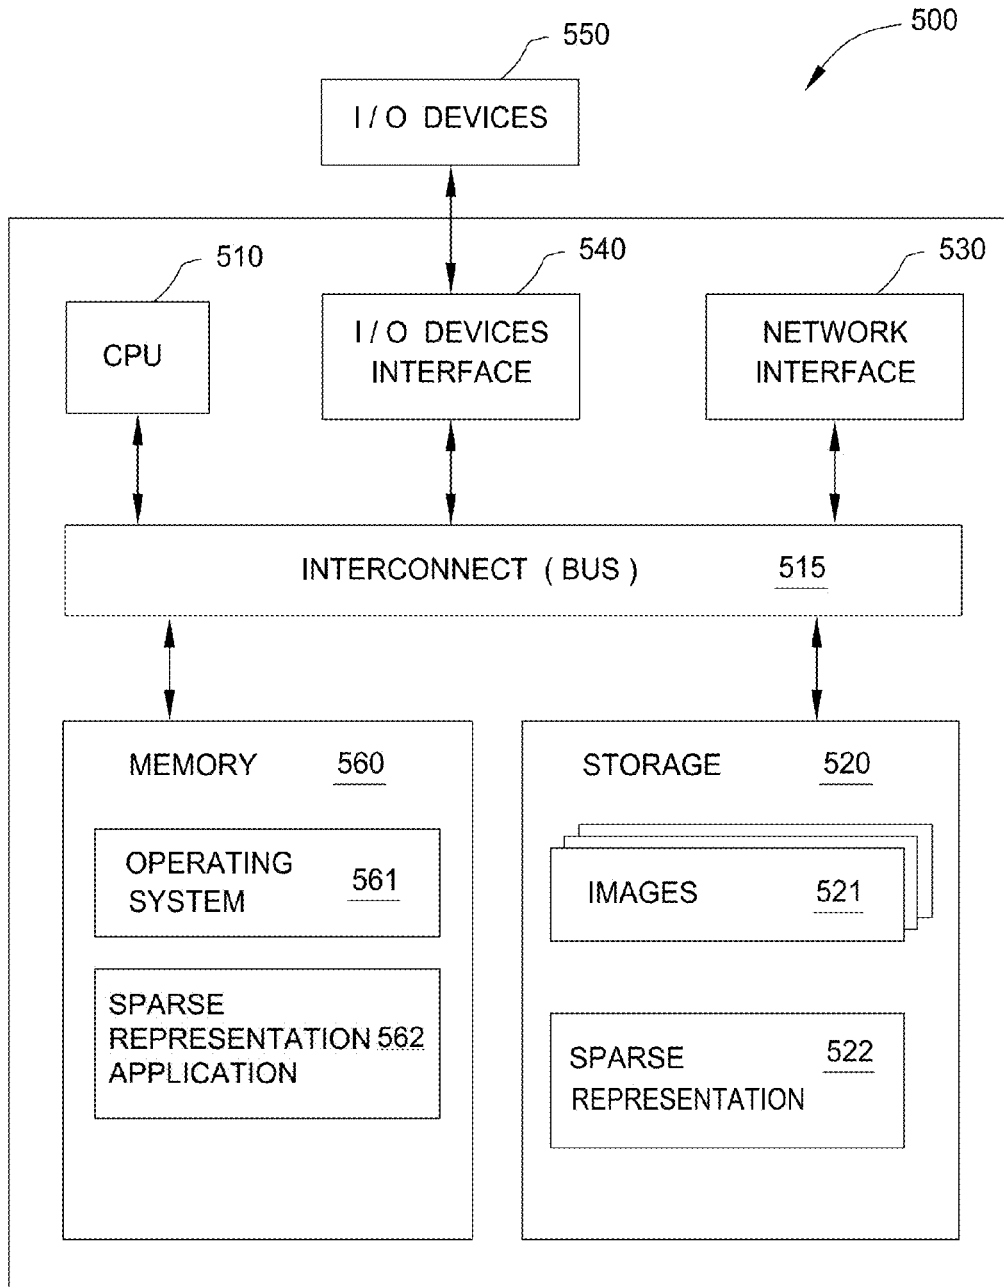 500
550
I / O DEVICES
510
540
530
CPU
I / O DEVICES
INTERFACE
NETWORK
INTERFACE
INTERCONNECT ( BUS ) 515
MEMORY 560
OPERATING
SYSTEM
561
SPARSE
REPRESENTATION 562
APPLICATION
STORAGE 520
IMAGES 521
SPARSE
REPRESENTATION
522